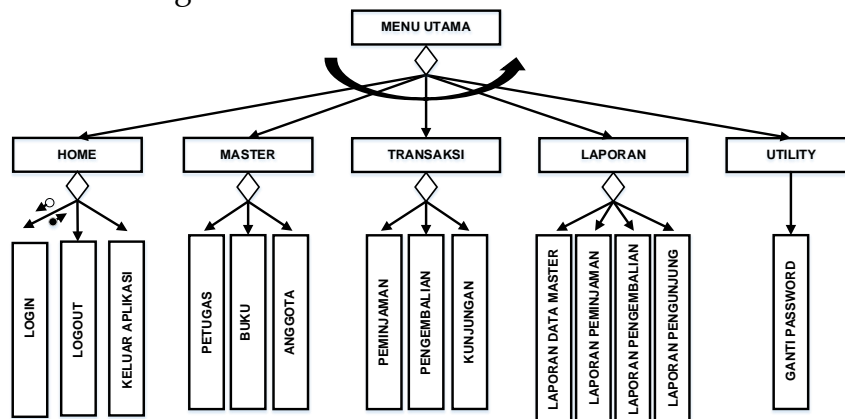 MENU UTAMA
HOME
MASTER
TRANSAKSI
LAPORAN
UTILITY
LOGIN
LOGOUT
KELUAR APLIKASI
PETUGAS
BUKU
ANGGOTA
PEMINJAMAN
PENGEMBALIAN
KUNJUNGAN
LAPORAN DATA MASTER
LAPORAN PEMINJAMAN
LAPORAN PENGEMBALIAN
LAPORAN PENGUNJUNG
GANTI PASSWORD